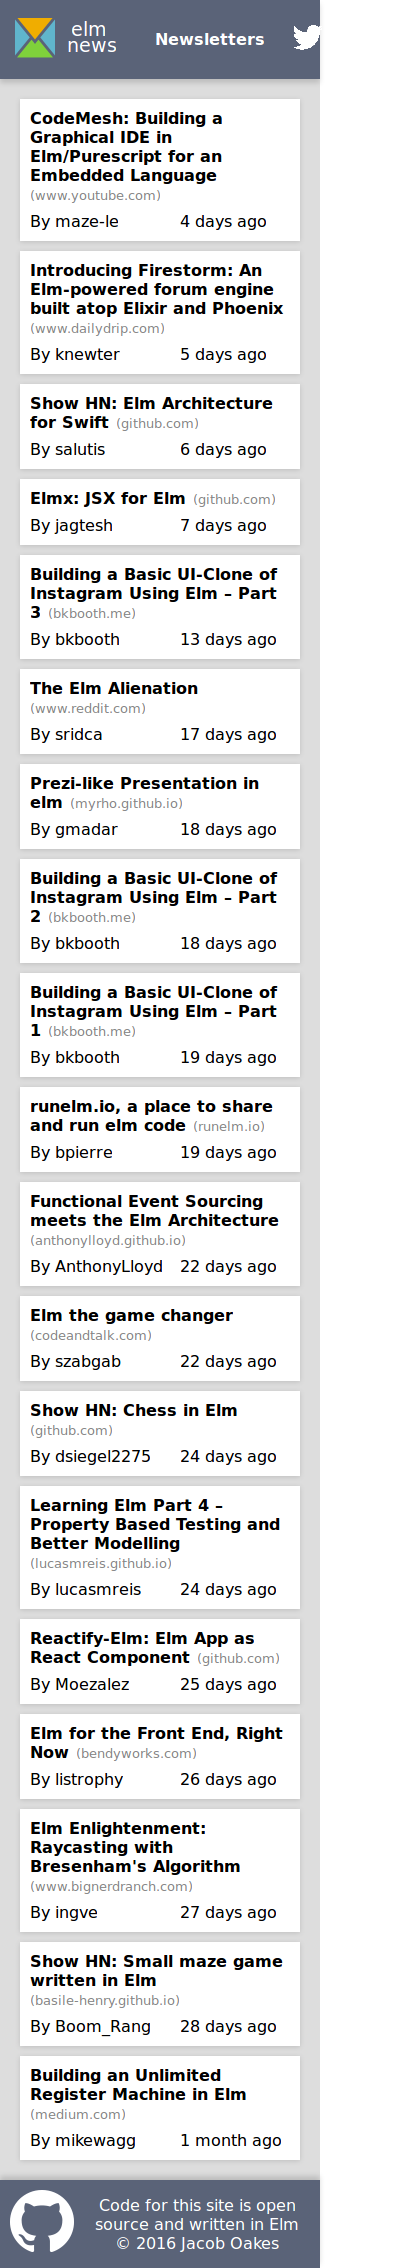 elm
news
Newsletters
CodeMesh: Building a
Graphical IDE in
Elm/Purescript for an
Embedded Language
(www.youtube.com)
By maze-le 4 days ago
Introducing Firestorm: An
Elm-powered forum engine
built atop Elixir and Phoenix
(www.dailydrip.com)
By knewter 5 days ago
Show HN: Elm Architecture
for Swift (github.com)
By salutis 6 days ago
Elmx: JSX for Elm (github.com)
By jagtesh 7 days ago
Building a Basic UI-Clone of
Instagram Using Elm – Part
3 (bkbooth.me)
By bkbooth 13 days ago
The Elm Alienation
(www.reddit.com)
By sridca 17 days ago
Prezi-like Presentation in
elm (myrho.github.io)
By gmadar 18 days ago
Building a Basic UI-Clone of
Instagram Using Elm – Part
2 (bkbooth.me)
By bkbooth 18 days ago
Building a Basic UI-Clone of
Instagram Using Elm – Part
1 (bkbooth.me)
By bkbooth 19 days ago
runelm.io, a place to share
and run elm code (runelm.io)
By bpierre 19 days ago
Functional Event Sourcing
meets the Elm Architecture
(anthonylloyd.github.io)
By AnthonyLloyd 22 days ago
Elm the game changer
(codeandtalk.com)
By szabgab 22 days ago
Show HN: Chess in Elm
(github.com)
By dsiegel2275 24 days ago
Learning Elm Part 4 –
Property Based Testing and
Better Modelling
(lucasmreis.github.io)
By lucasmreis 24 days ago
Reactify-Elm: Elm App as
React Component (github.com)
By Moezalez 25 days ago
Elm for the Front End, Right
Now (bendyworks.com)
By listrophy 26 days ago
Elm Enlightenment:
Raycasting with
Bresenham's Algorithm
(www.bignerdranch.com)
By ingve 27 days ago
Show HN: Small maze game
written in Elm
(basile-henry.github.io)
By Boom_Rang 28 days ago
Building an Unlimited
Register Machine in Elm
(medium.com)
By mikewagg 1 month ago
Code for this site is open
source and written in Elm
© 2016 Jacob Oakes